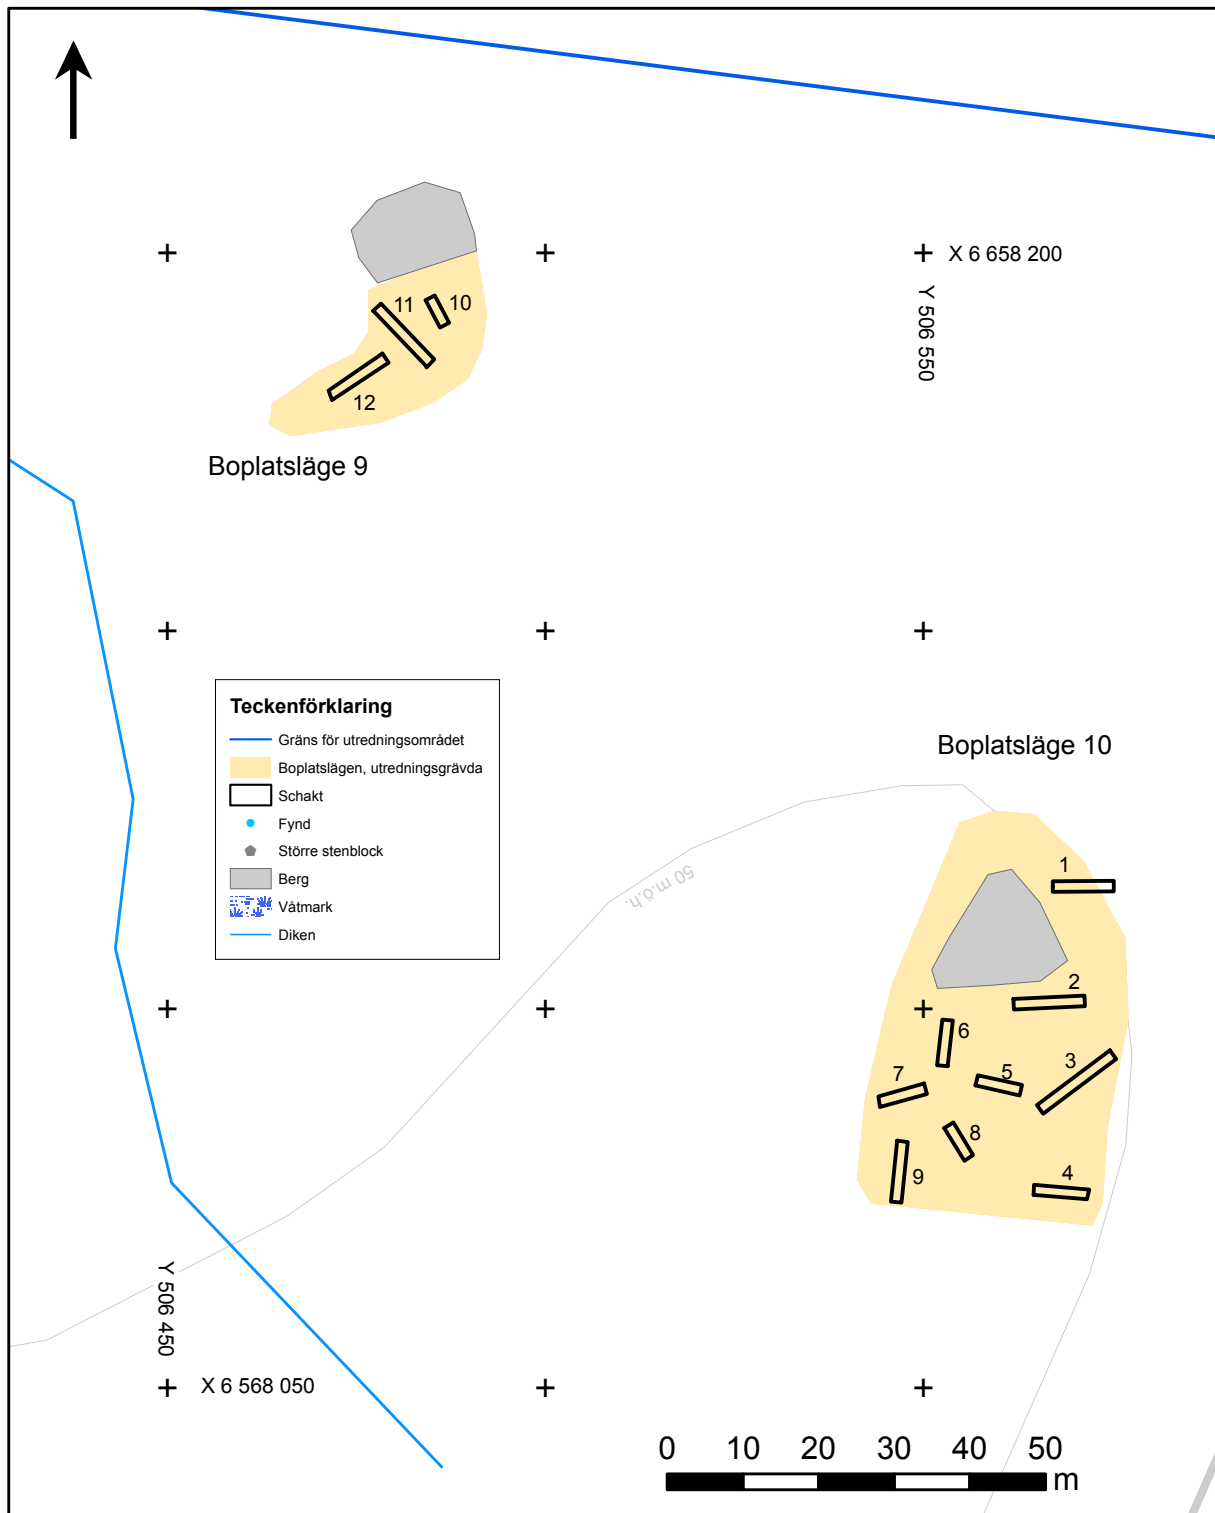 X 6 658 200
Y 506 550
11
10
12
Boplatsläge 9
Teckenförklaring
Gräns för utredningsområdet
Boplatslägen, utredningsgrävda
Schakt
Fynd
Större stenblock
Berg
Våtmark
Diken
Boplatsläge 10
50 m.ö.h.
1
2
6
3
5
7
8
4
9
Y 506 450
X 6 568 050
0 10 20 30 40 50
m